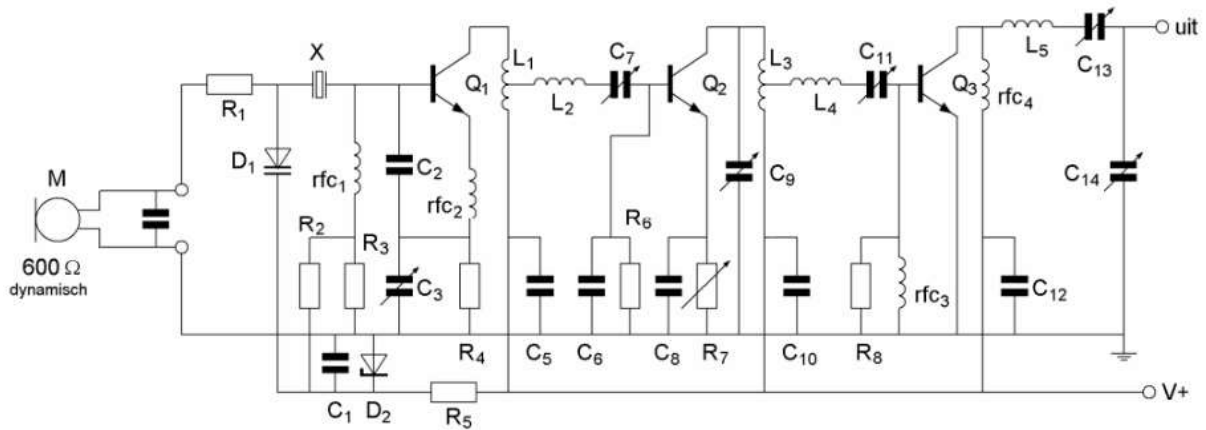 uit
L5
C13
X
Q1
L1
C7
Q2
L3
C11
Q3
rfc4
R1
L2
L4
D1
C2
C9
C14
M
rfc1
rfc2
R2
R6
R3
C3
rfc3
C12
600 Ω
dynamisch
R4
C5
C6
C8
R7
C10
R8
C1
D2
R5
V+